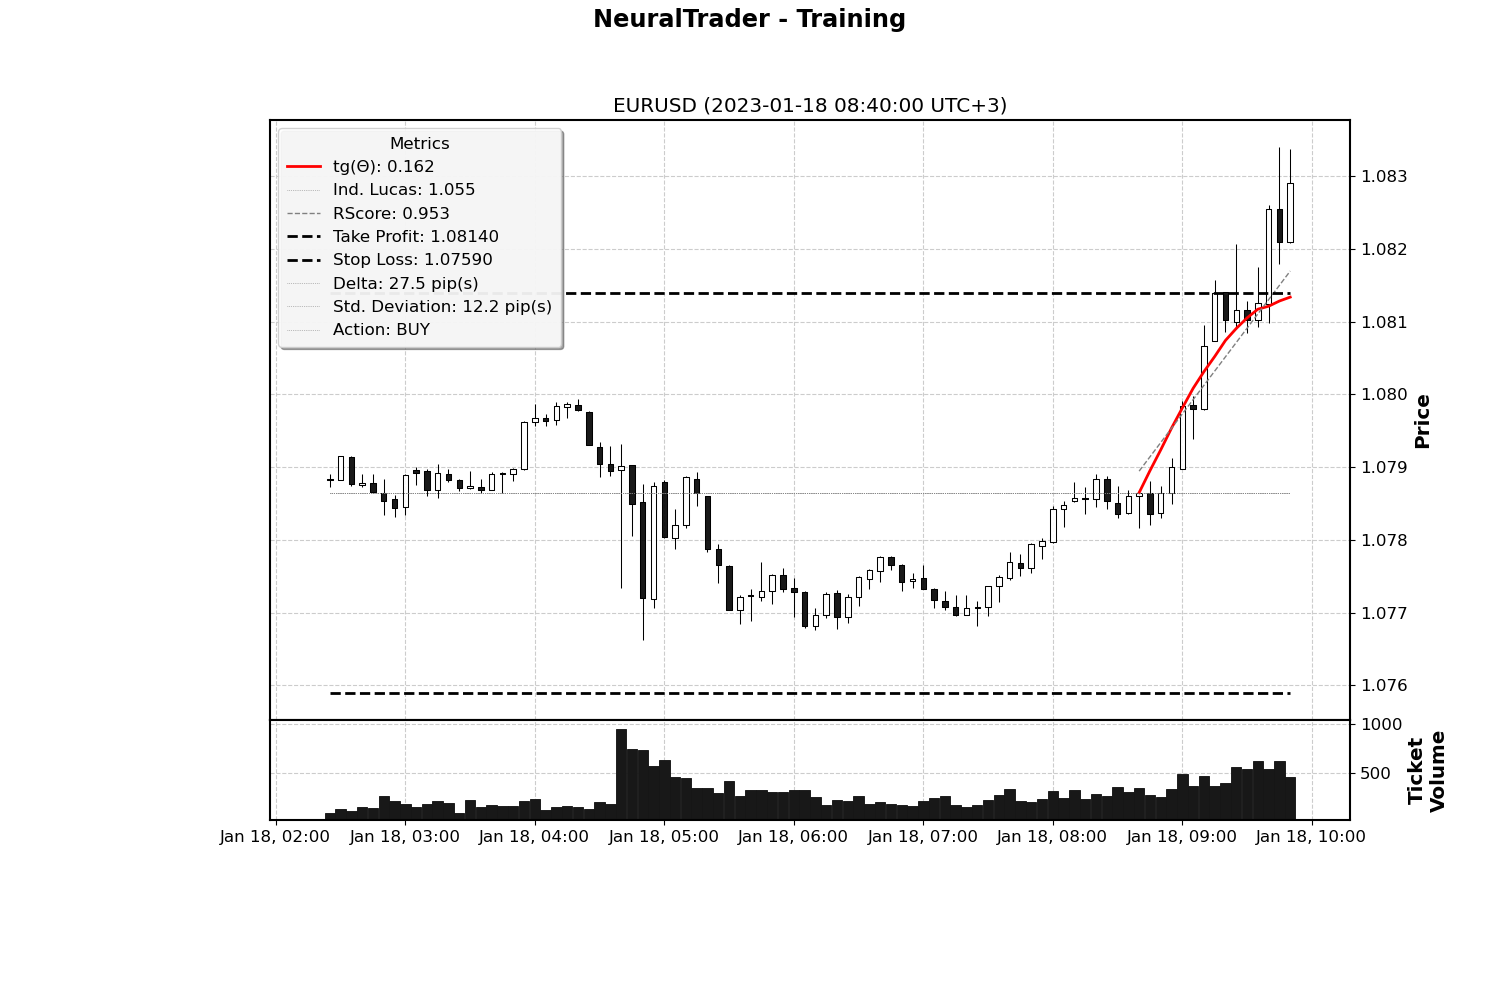 NeuralTrader - Training
EURUSD (2023-01-18 08:40:00 UTC+3)
Metrics
tg(Θ): 0.162
Ind. Lucas: 1.055
RScore: 0.953
Take Profit: 1.08140
Stop Loss: 1.07590
Delta: 27.5 pip(s)
Std. Deviation: 12.2 pip(s)
Action: BUY
1.083
1.082
1.081
1.080
1.079
1.078
1.077
1.076
Price
1000
500
Ticket
Volume
Jan 18, 02:00
Jan 18, 03:00
Jan 18, 04:00
Jan 18, 05:00
Jan 18, 06:00
Jan 18, 07:00
Jan 18, 08:00
Jan 18, 09:00
Jan 18, 10:00